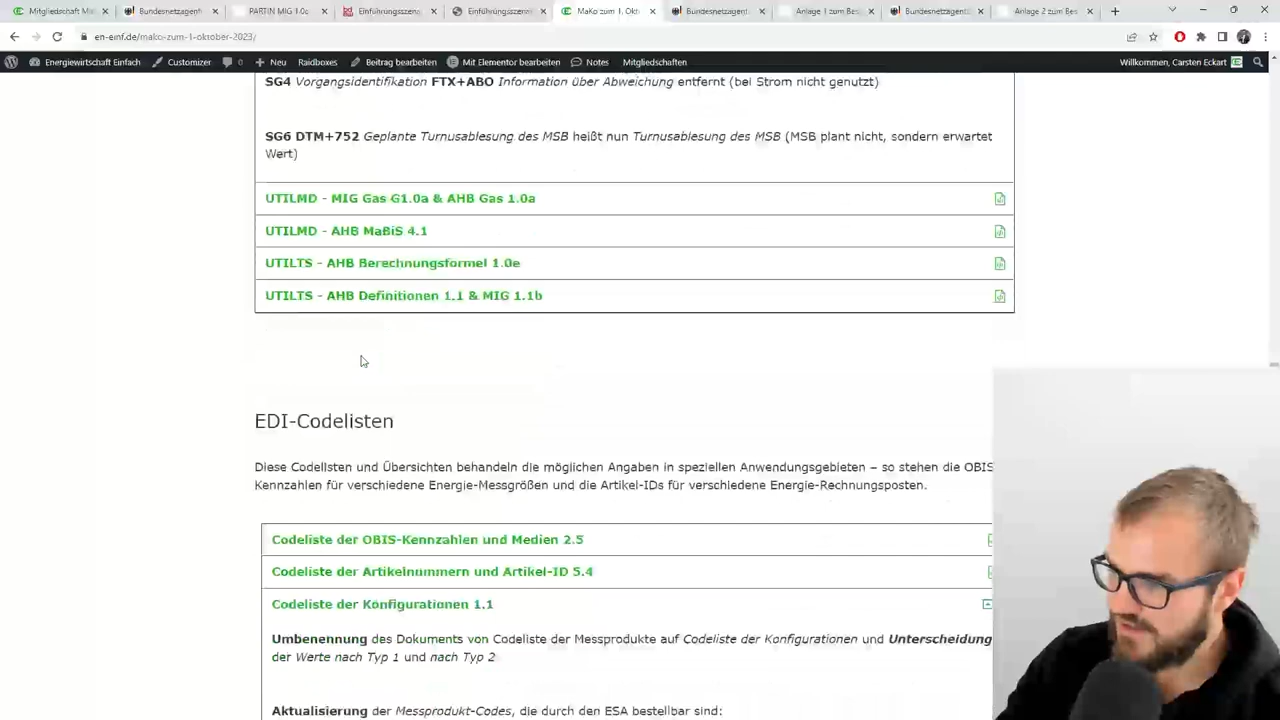 Mitgliedschaft Ma
Bundesnetzagent
PARTIN MIG 1.0c
Einführungsszena
Einführungsszena
MaKo zum 1. Okto
Bundesnetzagent
Anlage 1 zum Bes
Bundesnetzagent
Anlage 2 zum Bes
en-einf.de/mako-zum-1-oktober-2023/
Energiewirtschaft Einfach Customizer 0 Neu Raidboxes Beitrag bearbeiten Mit Elementor bearbeiten Notes Mitgliedschaften Willkommen, Carsten Eckart
SG4 Vorgangsidentifikation FTX+ABO Information über Abweichung entfernt (bei Strom nicht genutzt)
SG6 DTM+752 Geplante Turnusablesung des MSB heißt nun Turnusablesung des MSB (MSB plant nicht, sondern erwartet
Wert)
UTILMD - MIG Gas G1.0a & AHB Gas 1.0a
UTILMD - AHB MaBiS 4.1
UTILTS - AHB Berechnungsformel 1.0e
UTILTS - AHB Definitionen 1.1 & MIG 1.1b
EDI-Codelisten
Diese Codelisten und Übersichten behandeln die möglichen Angaben in speziellen Anwendungsgebieten – so stehen die OBIS
Kennzahlen für verschiedene Energie-Messgrößen und die Artikel-IDs für verschiedene Energie-Rechnungsposten.
Codeliste der OBIS-Kennzahlen und Medien 2.5
Codeliste der Artikelnummern und Artikel-ID 5.4
Codeliste der Konfigurationen 1.1
Umbenennung des Dokuments von Codeliste der Messprodukte auf Codeliste der Konfigurationen und Unterscheidung
der Werte nach Typ 1 und nach Typ 2
Aktualisierung der Messprodukt-Codes, die durch den ESA bestellbar sind: